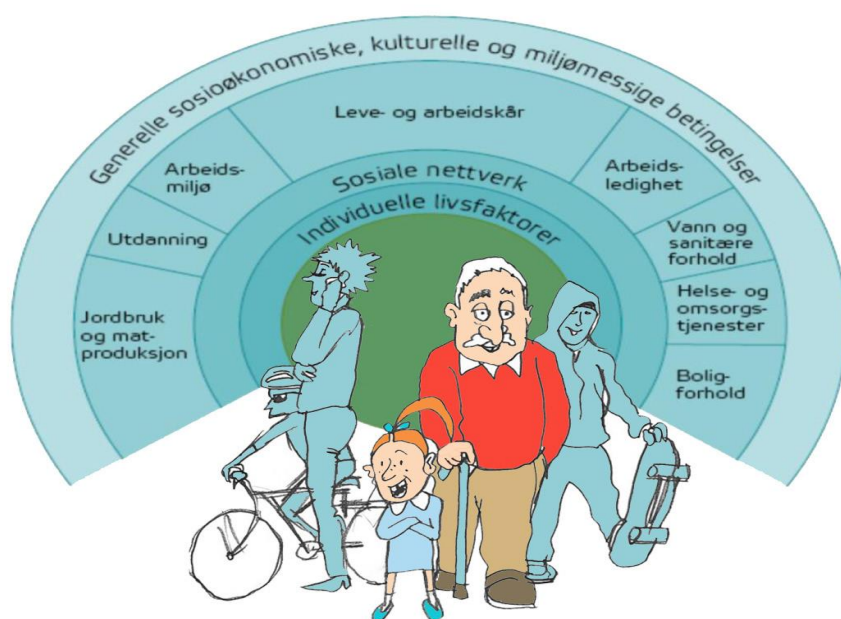 Generelle sosioøkonomiske, kulturelle og miljømessige betingelser
Leve- og arbeidskår
Arbeids-
miljø
Utdanning
Jordbruk
og mat-
produksjon
Arbeids-
ledighet
Vann og
sanitære
forhold
Helse- og
omsorgs-
tjenester
Bolig-
forhold
Sosiale nettverk
Individuelle livsfaktorer